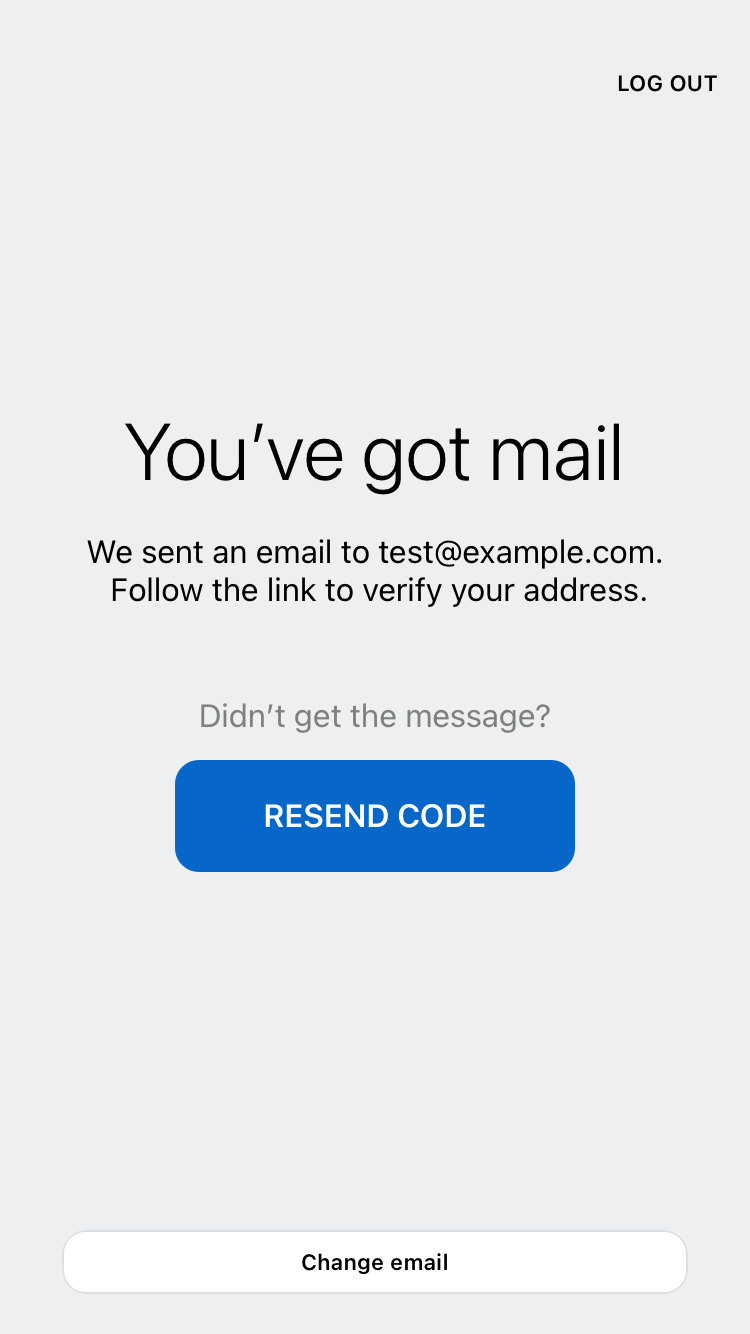 LOG OUT
You’ve got mail
We sent an email to test@example.com.
Follow the link to verify your address.
Didn’t get the message?
RESEND CODE
Change email